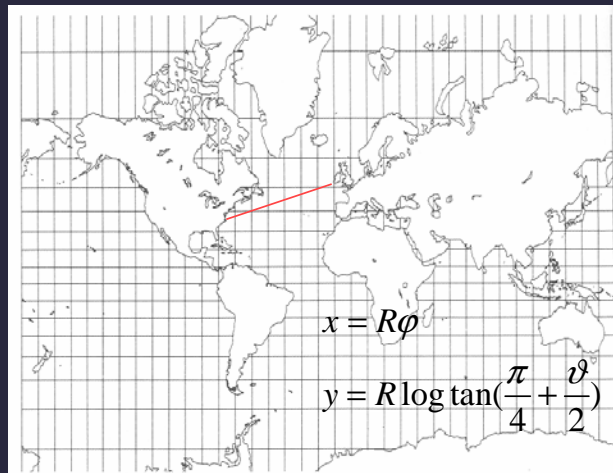 x = Rφ
y = R log tan(π/4 + ϑ/2)